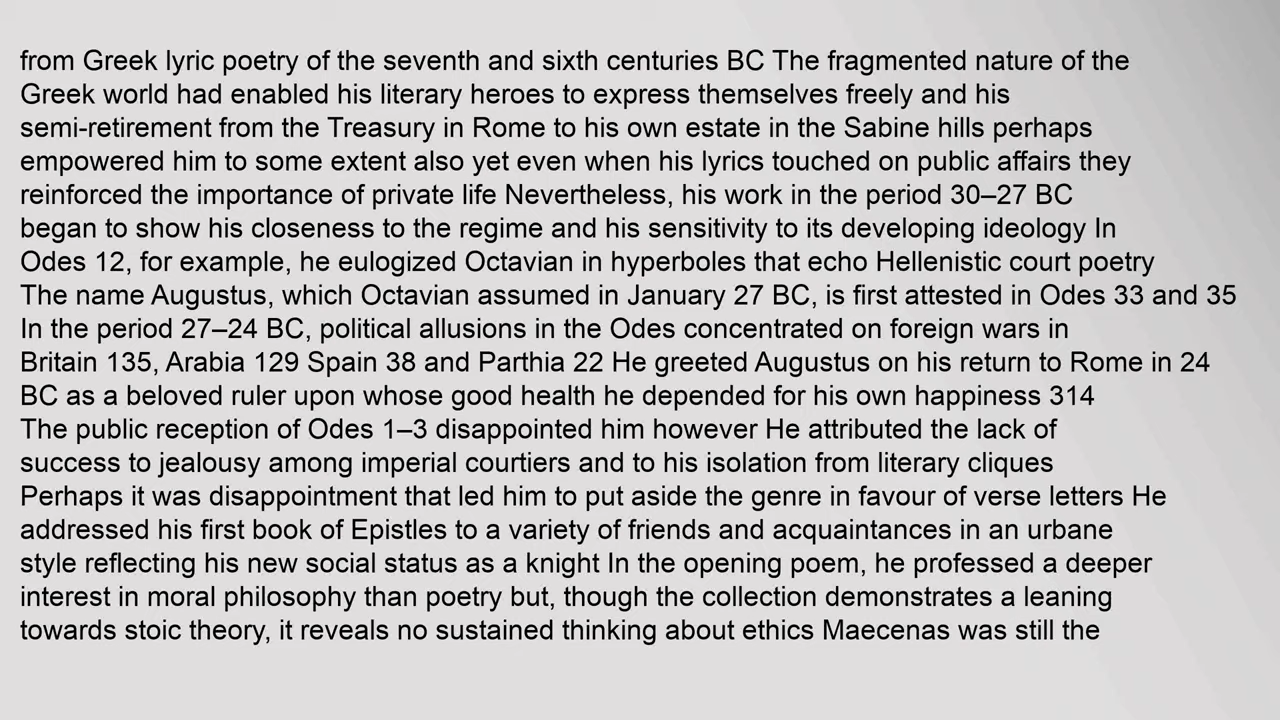 from Greek lyric poetry of the seventh and sixth centuries BC The fragmented nature of the
Greek world had enabled his literary heroes to express themselves freely and his
semi-retirement from the Treasury in Rome to his own estate in the Sabine hills perhaps
empowered him to some extent also yet even when his lyrics touched on public affairs they
reinforced the importance of private life Nevertheless, his work in the period 30–27 BC
began to show his closeness to the regime and his sensitivity to its developing ideology In
Odes 12, for example, he eulogized Octavian in hyperboles that echo Hellenistic court poetry
The name Augustus, which Octavian assumed in January 27 BC, is first attested in Odes 33 and 35
In the period 27–24 BC, political allusions in the Odes concentrated on foreign wars in
Britain 135, Arabia 129 Spain 38 and Parthia 22 He greeted Augustus on his return to Rome in 24
BC as a beloved ruler upon whose good health he depended for his own happiness 314
The public reception of Odes 1–3 disappointed him however He attributed the lack of
success to jealousy among imperial courtiers and to his isolation from literary cliques
Perhaps it was disappointment that led him to put aside the genre in favour of verse letters He
addressed his first book of Epistles to a variety of friends and acquaintances in an urbane
style reflecting his new social status as a knight In the opening poem, he professed a deeper
interest in moral philosophy than poetry but, though the collection demonstrates a leaning
towards stoic theory, it reveals no sustained thinking about ethics Maecenas was still the